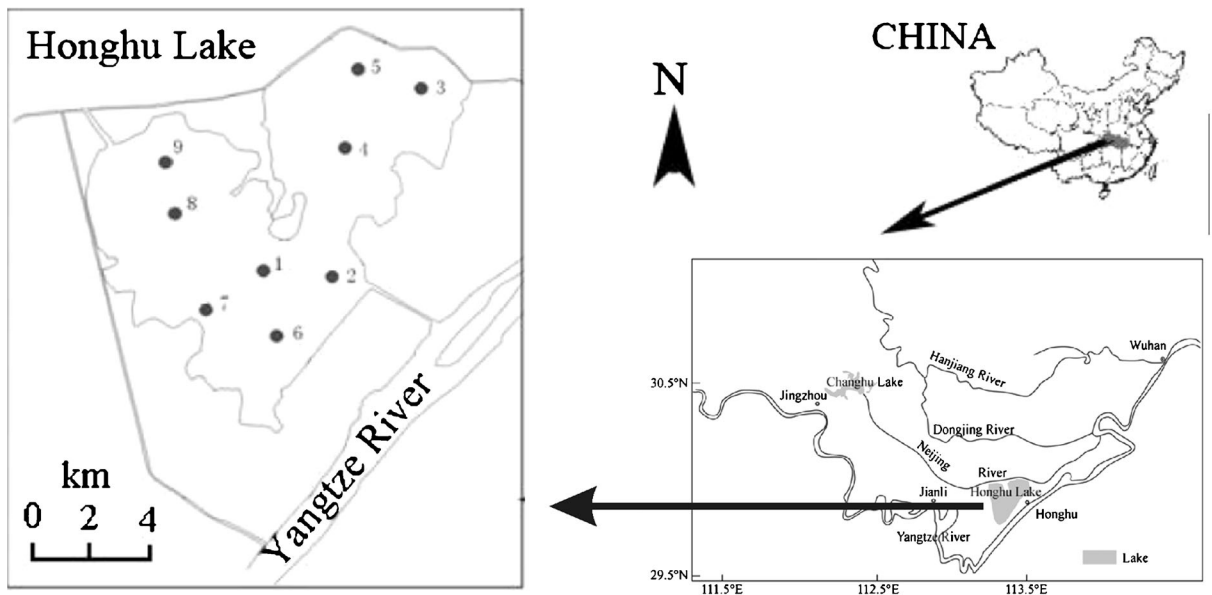 Honghu Lake
5
3
4
9
8
1
2
7
6
km
0 2 4
Yangtze River
N
CHINA
Wuhan
Hanjiang River
30.5°N
Changhu Lake
Jingzhou
Dongjing River
Neijing
River
Jianli
Honghu Lake
Honghu
Yangtze River
Lake
29.5°N
111.5°E
112.5°E
113.5°E